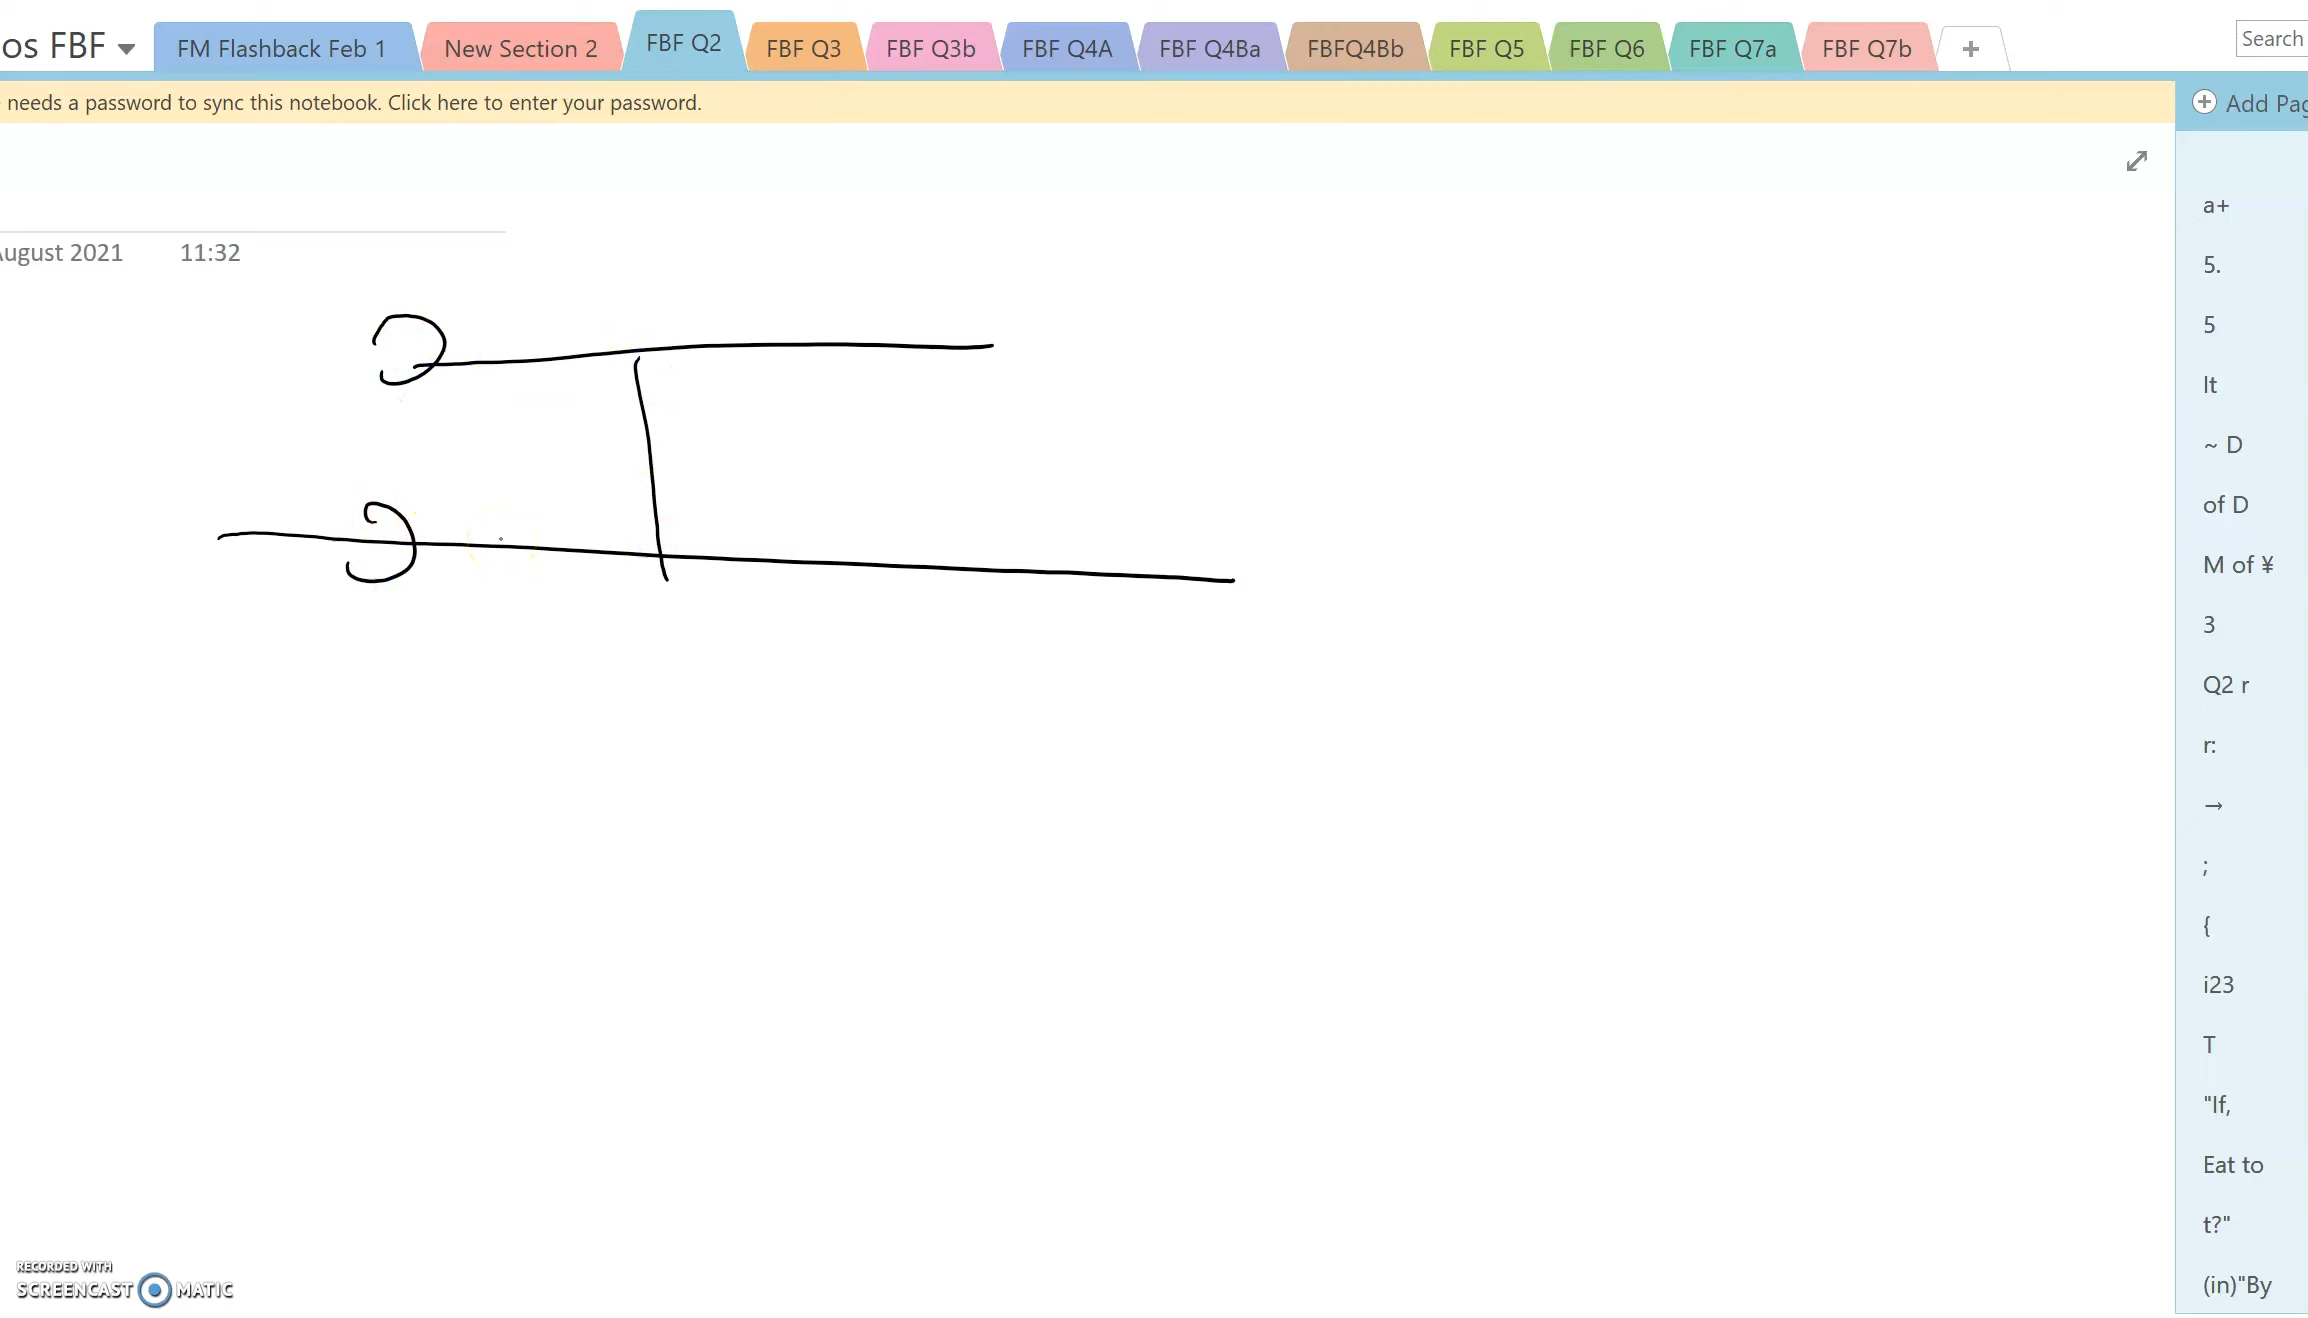 os FBF
FM Flashback Feb 1
New Section 2
FBF Q2
FBF Q3
FBF Q3b
FBF Q4A
FBF Q4Ba
FBFQ4Bb
FBF Q5
FBF Q6
FBF Q7a
FBF Q7b
+
Search
needs a password to sync this notebook. Click here to enter your password.
Add Pag
August 2021 11:32
a+
5.
5
It
~ D
of D
M of ¥
3
Q2 r
r:
→
;
{
i23
T
"If,
Eat to
t?"
(in)"By
RECORDED WITH
SCREENCAST MATIC